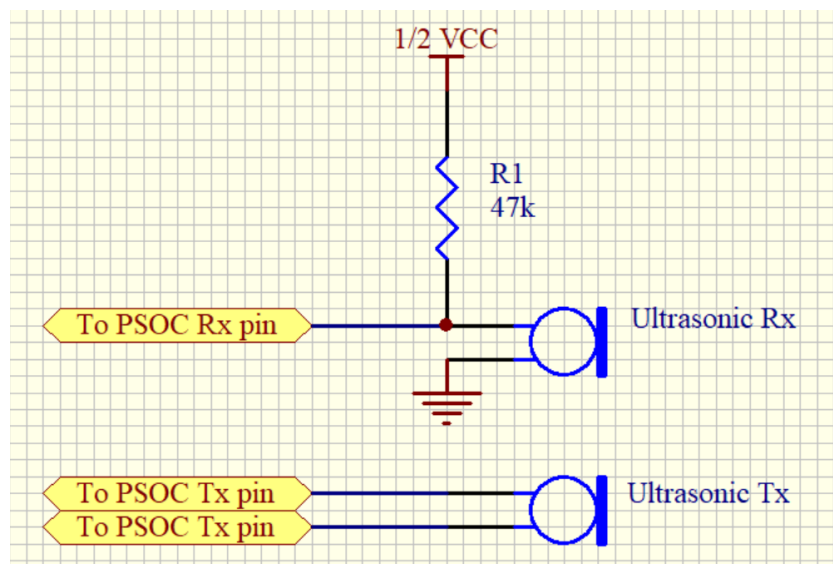 1/2 VCC
R1
47k
To PSOC Rx pin
Ultrasonic Rx
To PSOC Tx pin
Ultrasonic Tx
To PSOC Tx pin